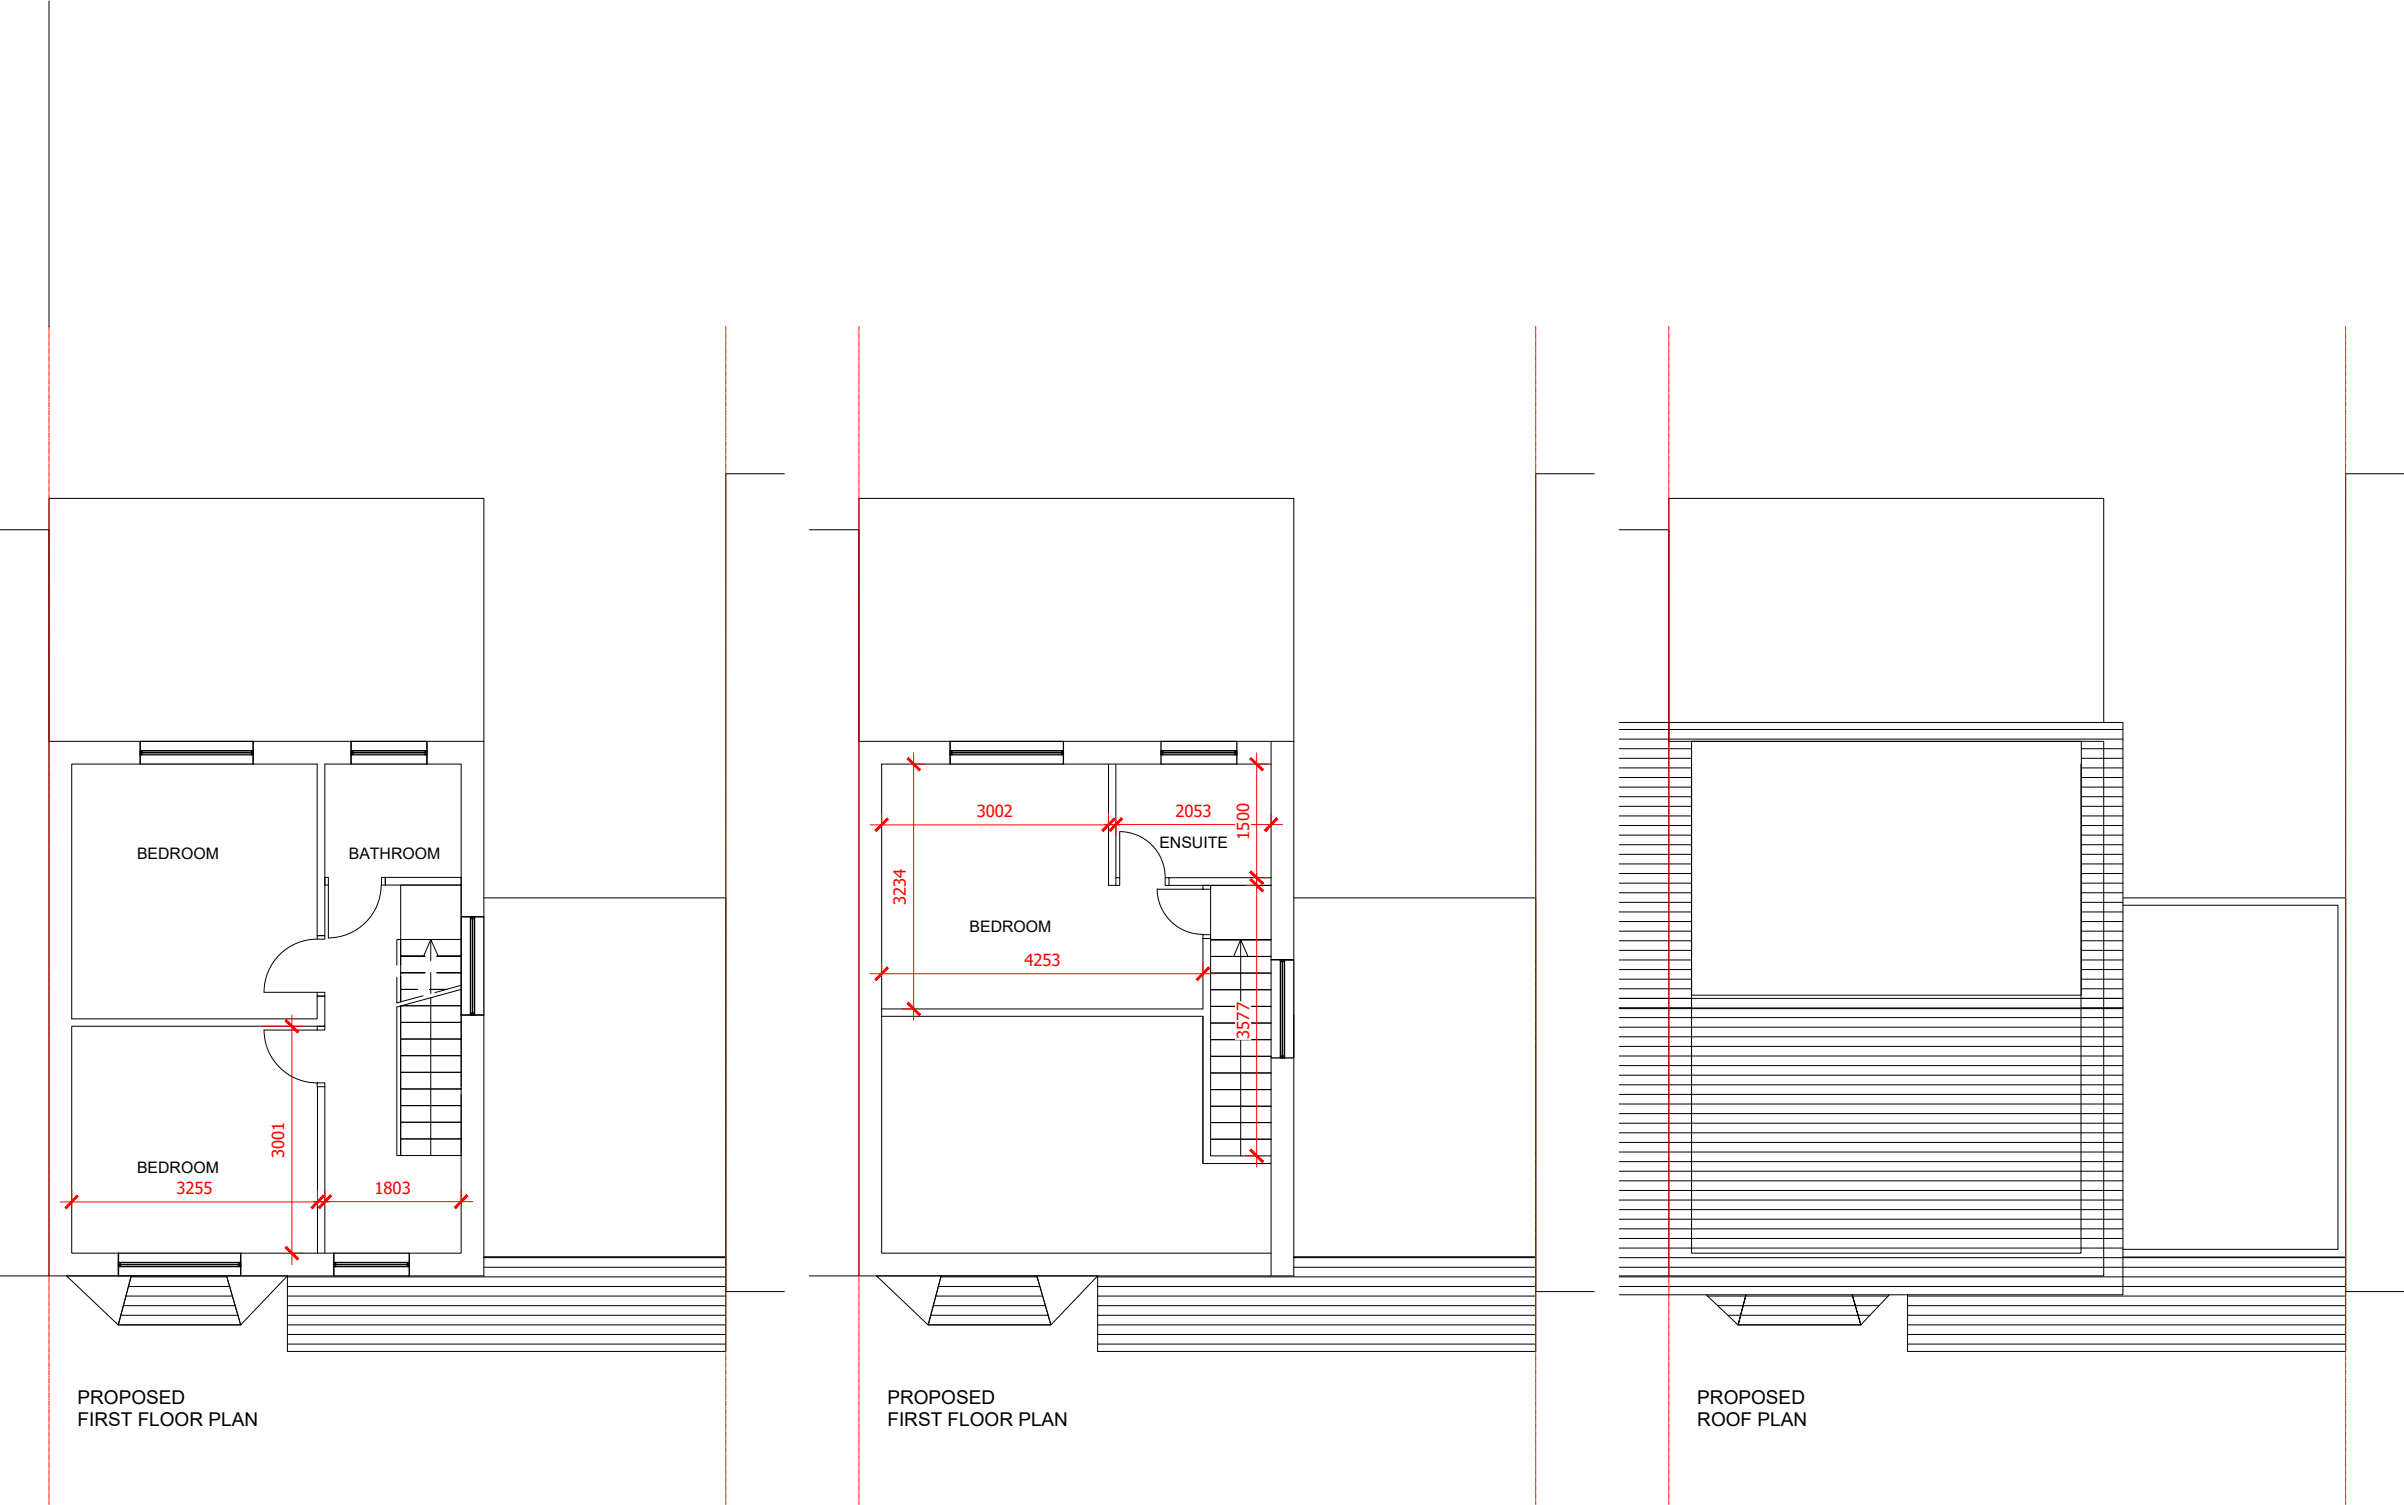 BEDROOM
BATHROOM
BEDROOM
3001
3255
1803
PROPOSED
FIRST FLOOR PLAN
3002
2053
1500
ENSUITE
3234
BEDROOM
4253
3577
PROPOSED
FIRST FLOOR PLAN
PROPOSED
ROOF PLAN